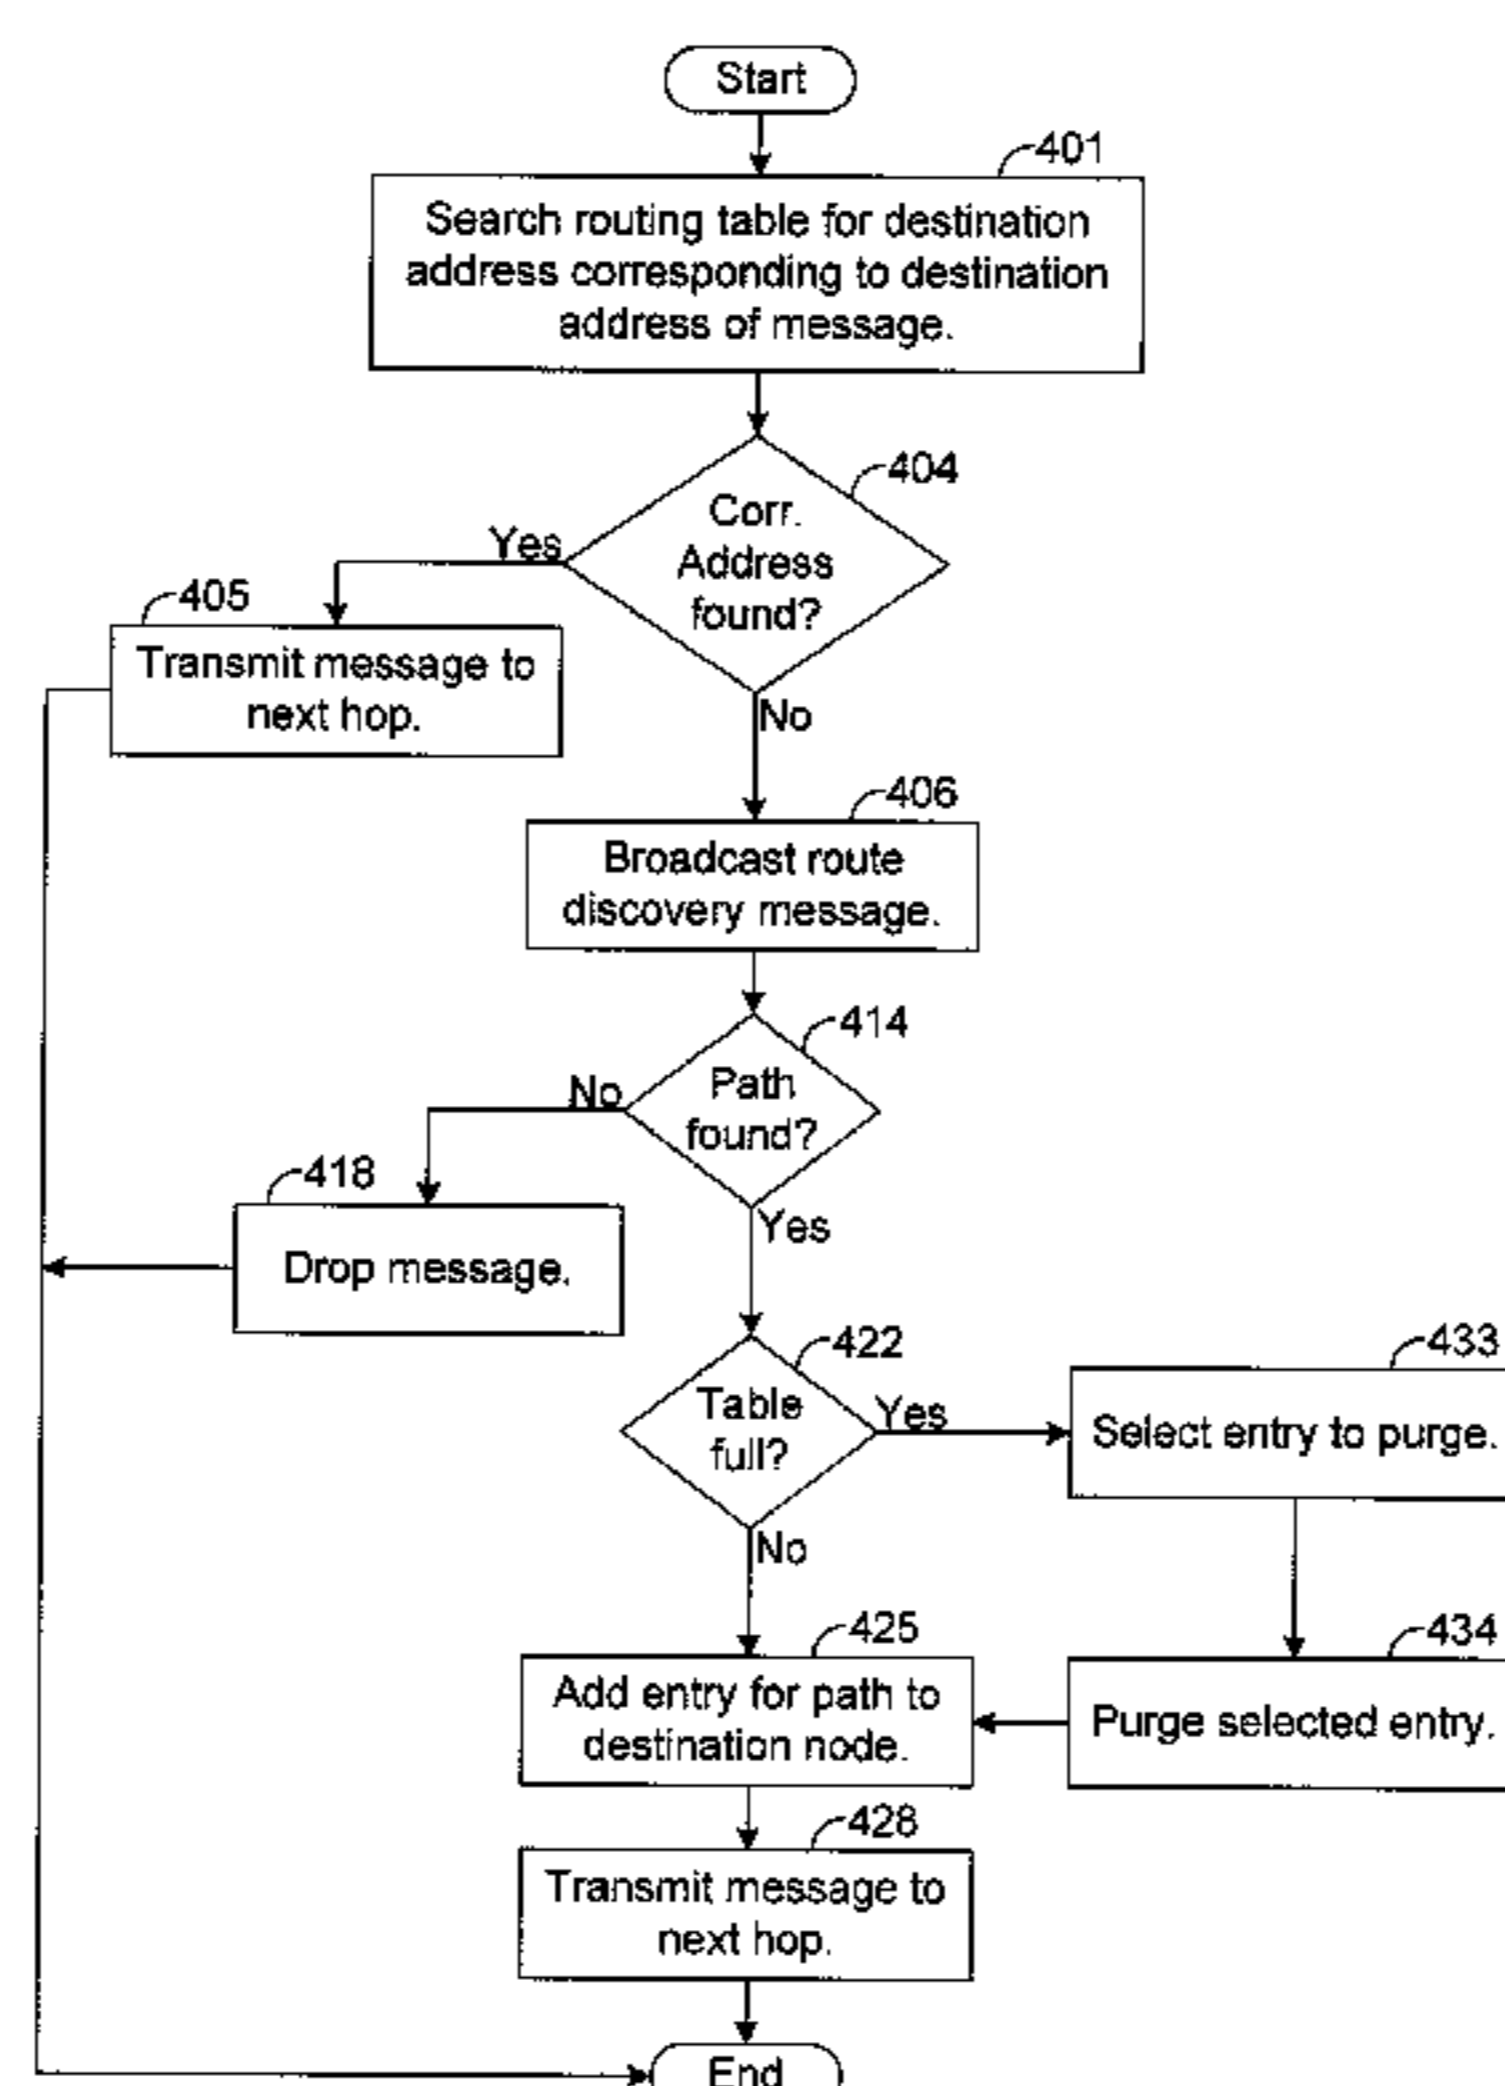 Start
401
Search routing table for destination
address corresponding to destination
address of message.
404
Corr.
Address
found?
Yes
405
Transmit message to
next hop.
No
406
Broadcast route
discovery message.
414
Path
found?
No
418
Drop message.
Yes
422
Table
full?
Yes
433
Select entry to purge.
No
425
Add entry for path to
destination node.
434
Purge selected entry.
428
Transmit message to
next hop.
End